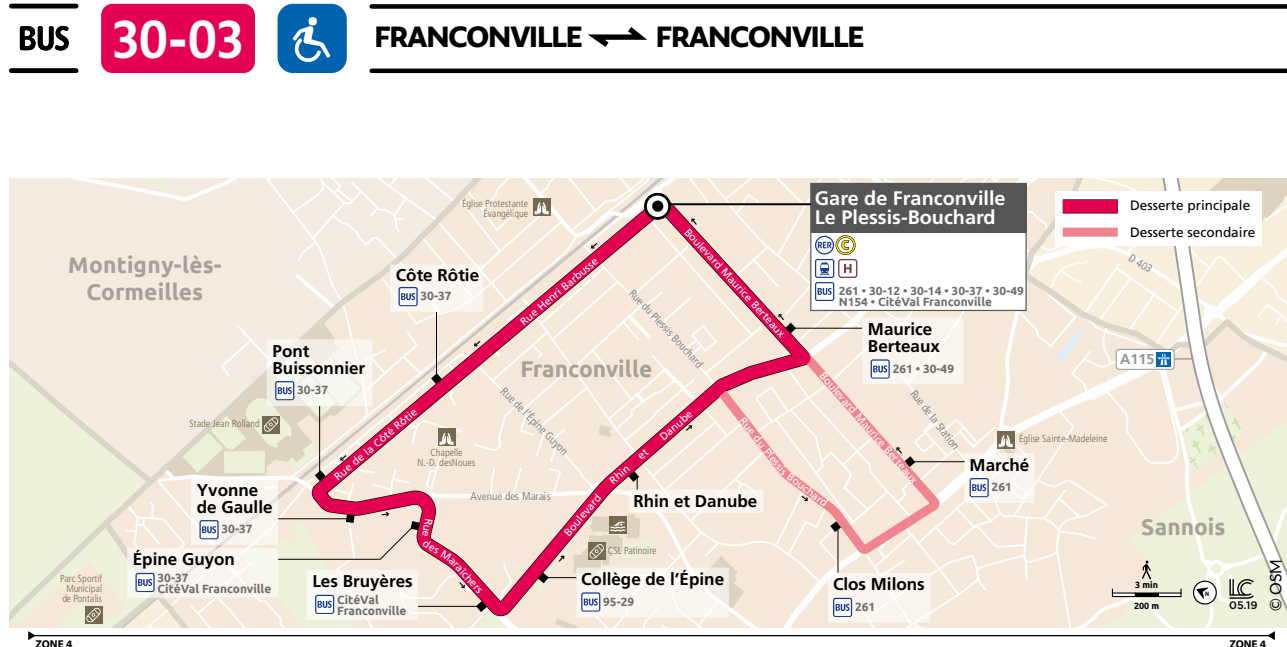 BUS 30-03 FRANCONVILLE FRANCONVILLE
Gare de Franconville
Le Plessis-Bouchard
RER C
H
BUS 261 • 30-12 • 30-14 • 30-37 • 30-49
N154 • CitéVal Franconville
Desserte principale
Desserte secondaire
Église Protestante
Évangélique
Montigny-lès-
Cormeilles
Côte Rôtie
BUS 30-37
Rue Henri Barbusse
Boulevard Maurice Berteaux
Rue du Plessis Bouchard
D 403
Maurice
Berteaux
BUS 261 • 30-49
A115
Pont
Buissonnier
BUS 30-37
Franconville
Rue de l'Épine Guyon
Boulevard Maurice Berteaux
Rue de la Station
Stade Jean Rolland
Rue de la Côté Rôtie
Chapelle
N.-D. desNoues
Boulevard Rhin et Danube
Rue du Plessis Bouchard
Église Sainte-Madeleine
Marché
BUS 261
Yvonne
de Gaulle
BUS 30-37
Avenue des Marais
Rhin et Danube
Sannois
Épine Guyon
BUS 30-37
CitéVal Franconville
Rue
des Maraîchers
CSL Patinoire
Parc Sportif
Municipal
de Pontalis
Les Bruyères
BUS CitéVal
Franconville
Collège de l'Épine
BUS 95-29
Clos Milons
BUS 261
3 min
200 m
N
LC
05.19
© OSM
ZONE 4
ZONE 4